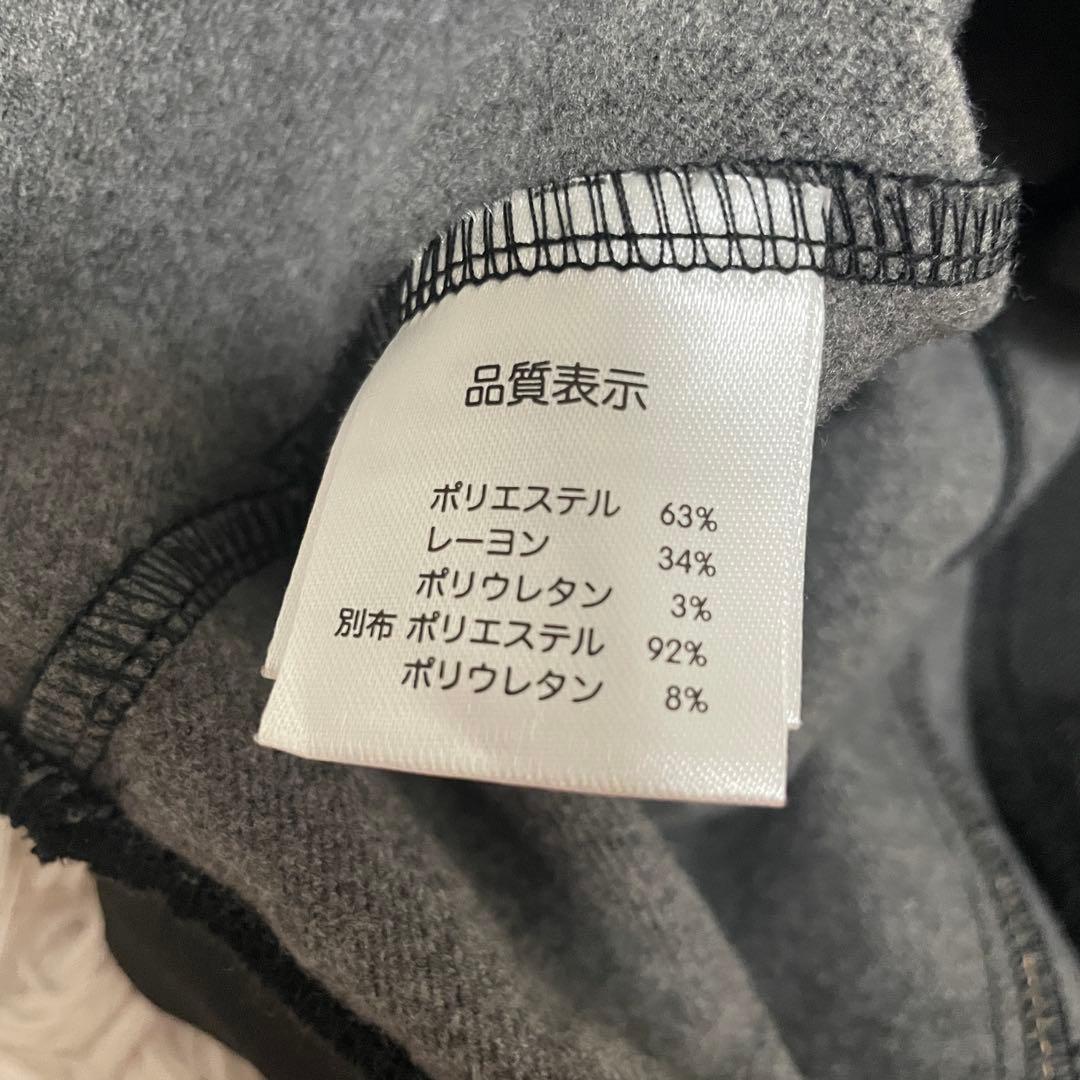 品質表示
ポリエステル 63%
レーヨン 34%
ポリウレタン 3%
別布 ポリエステル 92%
ポリウレタン 8%